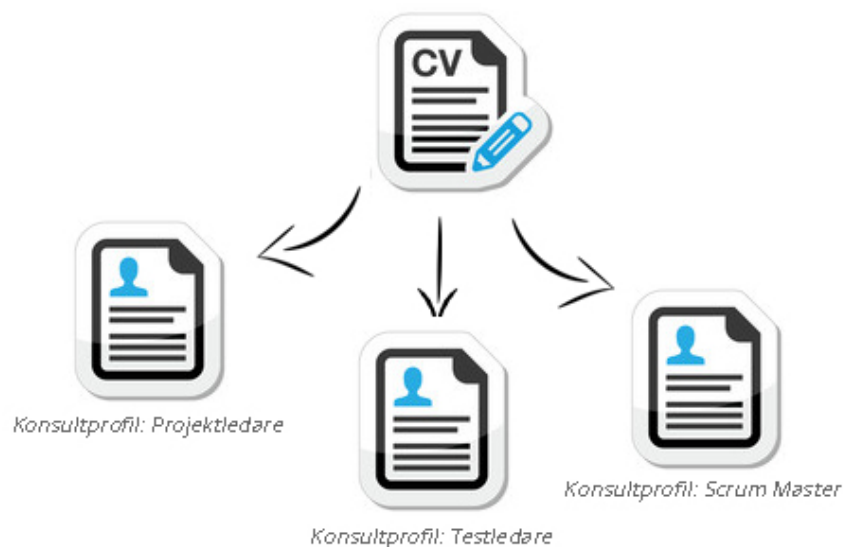 CV
Konsultprofil: Projektledare
Konsultprofil: Scrum Master
Konsultprofil: Testledare